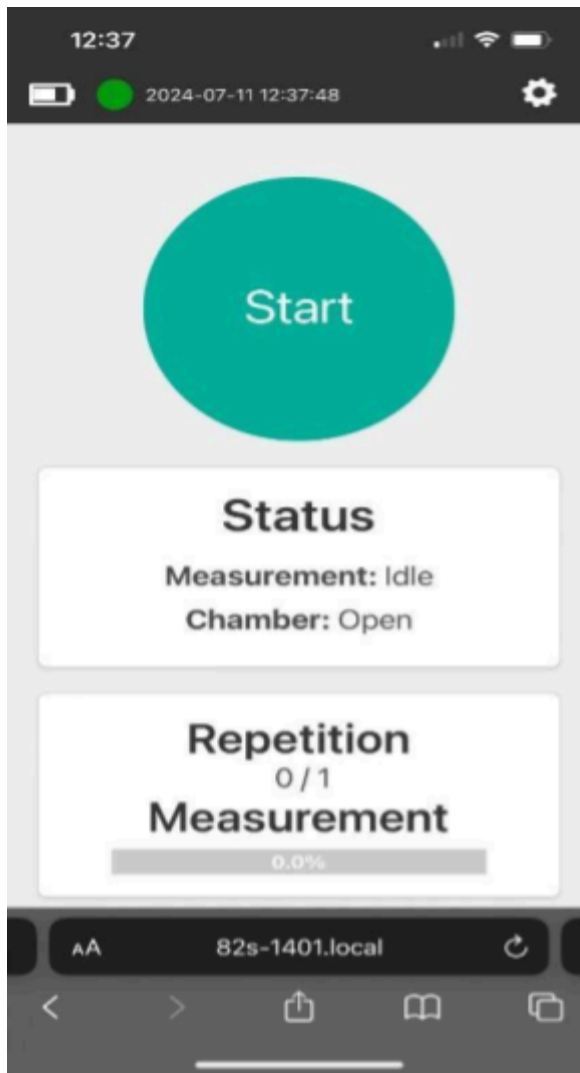 12:37
2024-07-11 12:37:48
Start
Status
Measurement: Idle
Chamber: Open
Repetition
0 / 1
Measurement
0.0%
AA
82s-1401.local